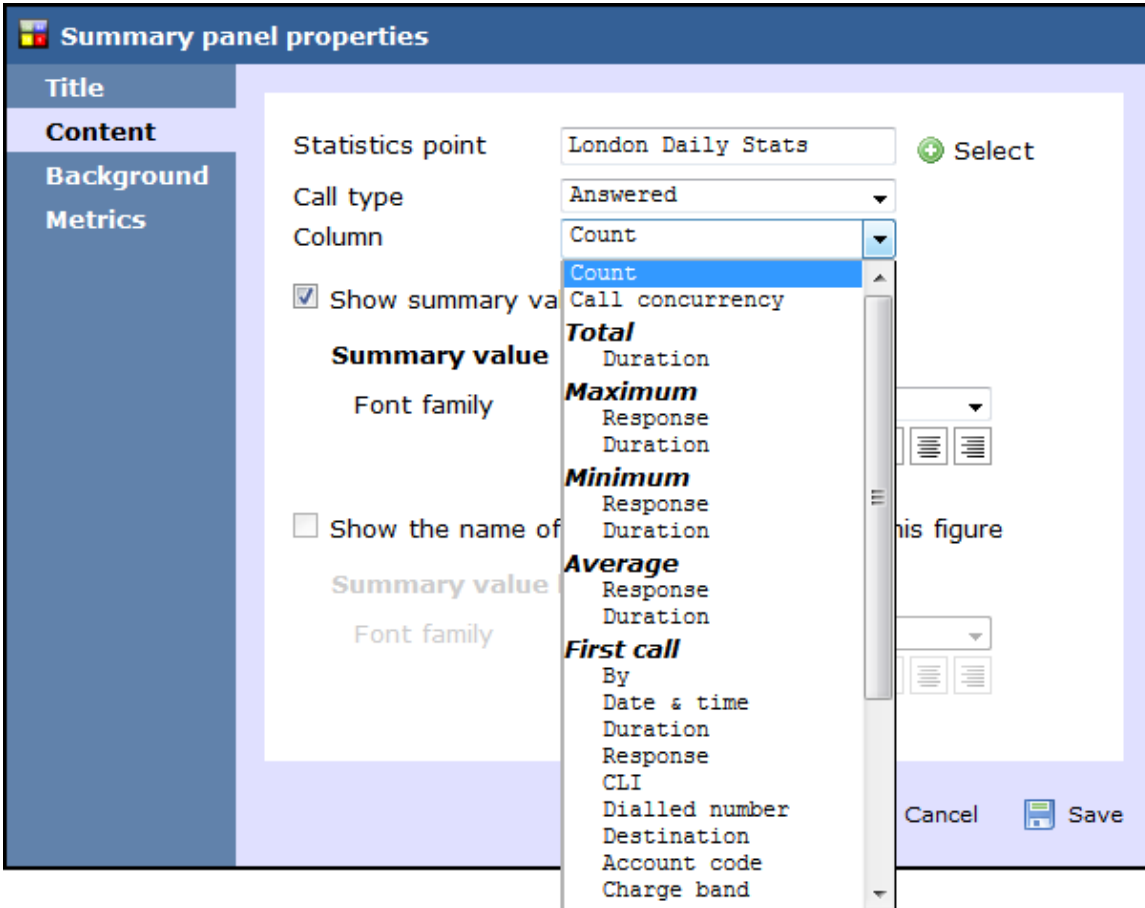 Summary panel properties
Title
Content
Background
Metrics
Statistics point London Daily Stats Select
Call type Answered
Column Count
Count
Call concurrency
Total
Duration
Maximum
Response
Duration
Minimum
Response
Duration
Average
Response
Duration
First call
By
Date & time
Duration
Response
CLI
Dialled number
Destination
Account code
Charge band
Show summary va
Summary value
Font family
Show the name of his figure
Summary value
Font family
Cancel Save